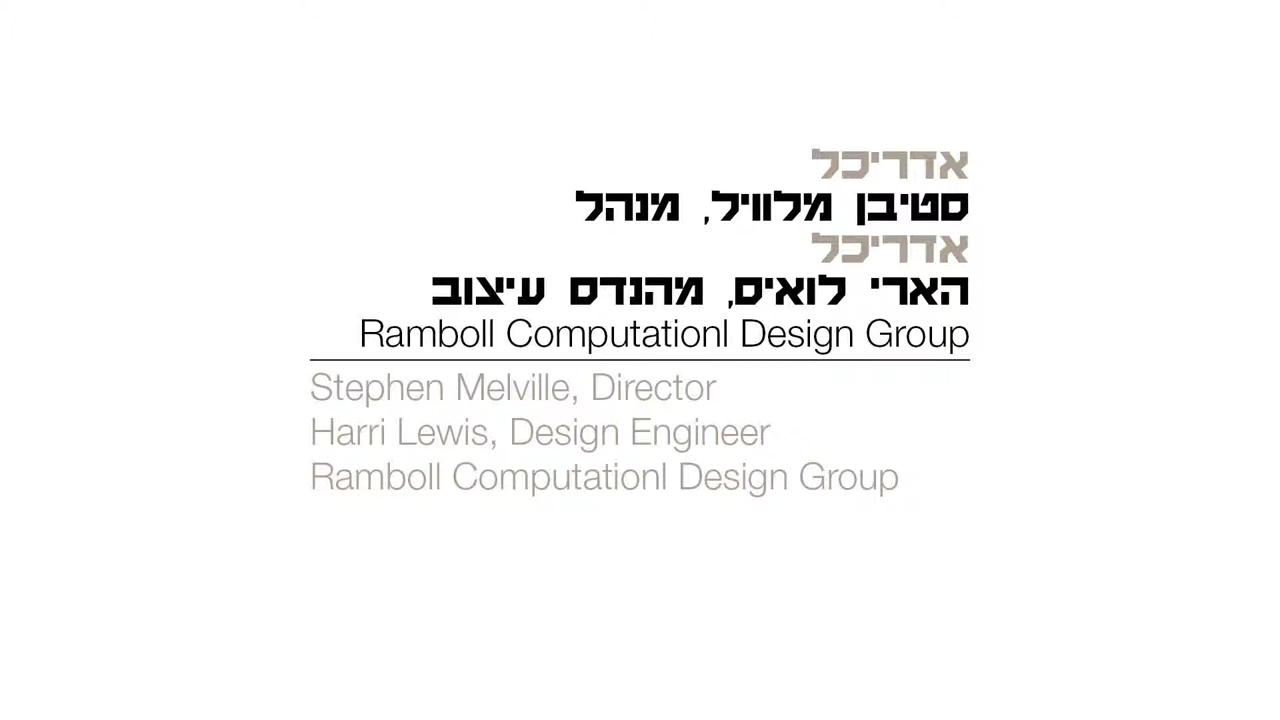 אדריכל
סטיבן מלוויל, מנהל
אדריכל
הארי לואיס, מהנדס עיצוב
Ramboll Computationl Design Group
Stephen Melville, Director
Harri Lewis, Design Engineer
Ramboll Computationl Design Group